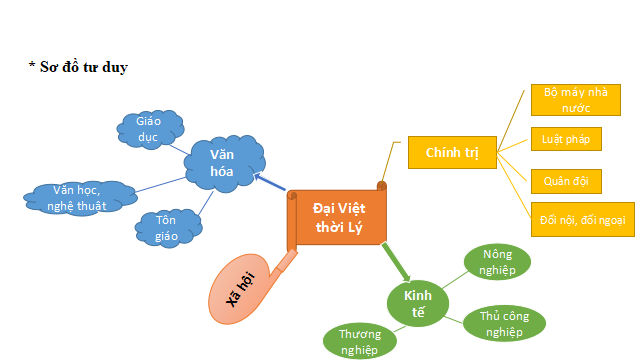 * Sơ đồ tư duy
Bộ máy nhà
nước
Giáo
dục
Luật pháp
Chính trị
Văn
hóa
Quân đội
Văn học,
nghệ thuật
Đại Việt
thời Lý
Tôn
giáo
Đối nội, đối ngoại
Nông
nghiệp
Xã hội
Kinh
tế
Thủ công
nghiệp
Thương
nghiệp